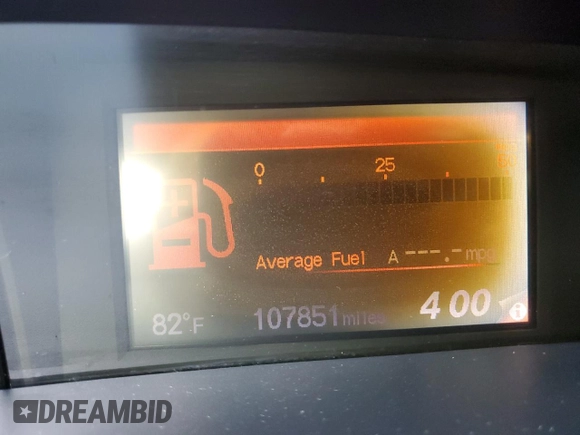 0 25
Average Fuel A ---.- mpg
82°F 107851 miles 4 00
i
DREAMBID